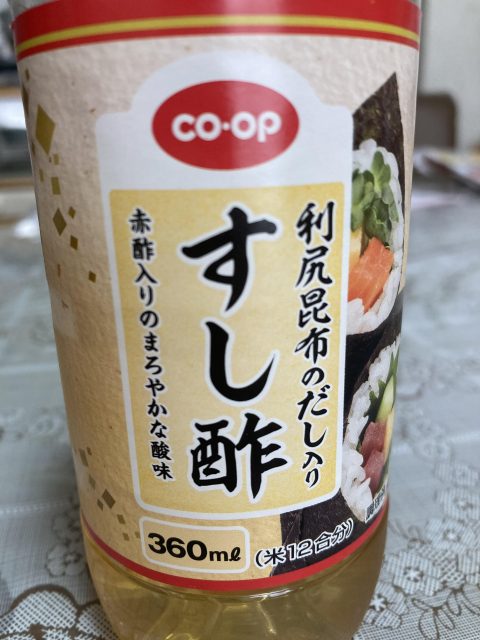 co·op
利尻昆布のだし入り
すし酢
赤酢入りのまろやかな酸味
360mℓ
(米12合分)